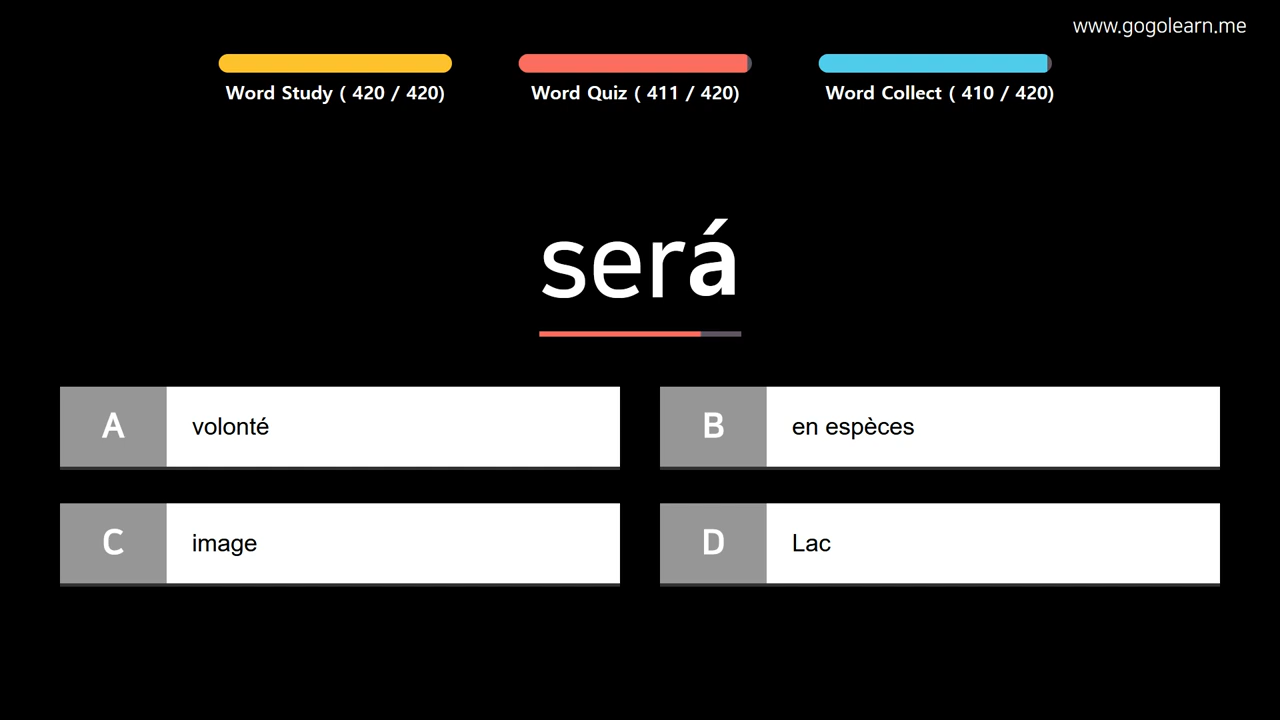 www.gogolearn.me
Word Study ( 420 / 420)
Word Quiz ( 411 / 420)
Word Collect ( 410 / 420)
será
A volonté
B en espèces
C image
D Lac